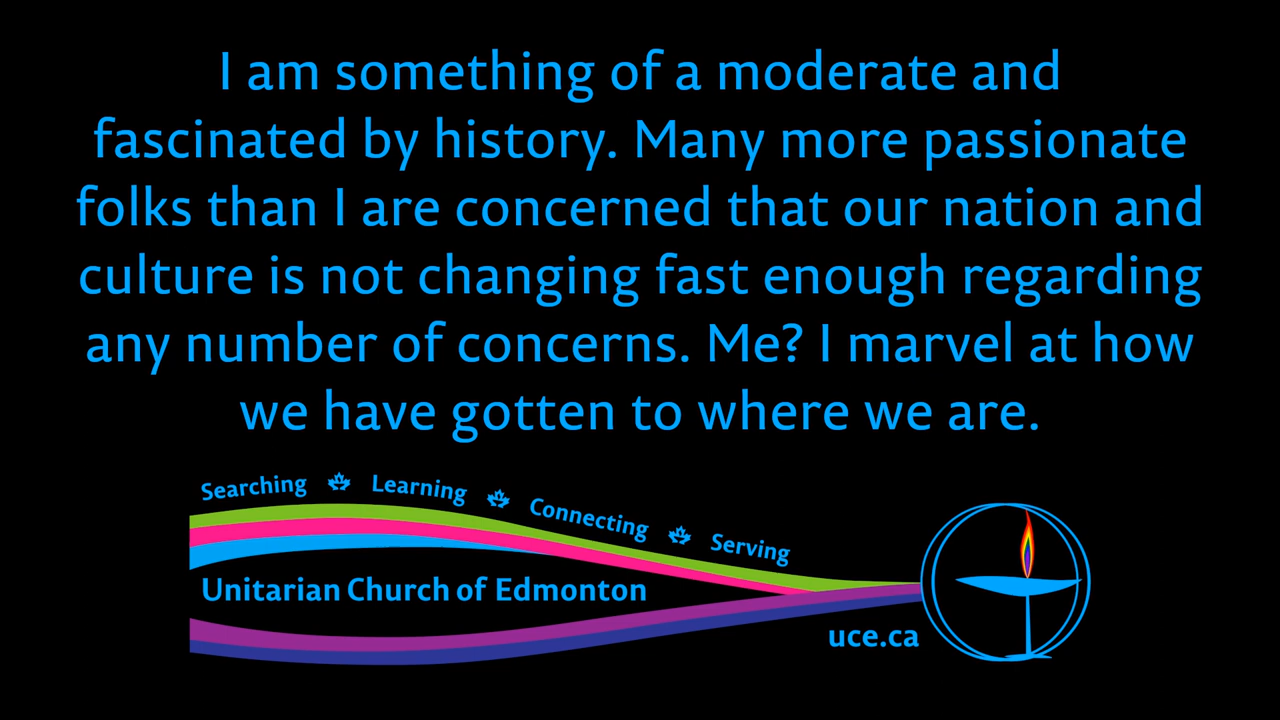 I am something of a moderate and
fascinated by history. Many more passionate
folks than I are concerned that our nation and
culture is not changing fast enough regarding
any number of concerns. Me? I marvel at how
we have gotten to where we are.
Searching Learning Connecting Serving
Unitarian Church of Edmonton
uce.ca